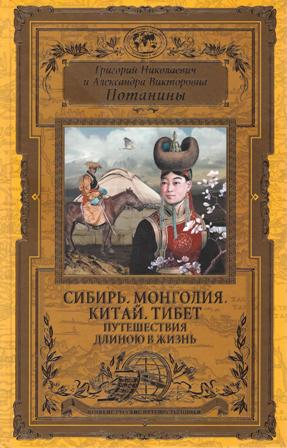 Григорий Николаевич
и Александра Викторовна
Потанины
СИБИРЬ. МОНГОЛИЯ.
КИТАЙ. ТИБЕТ
ПУТЕШЕСТВИЯ
ДЛИНОЮ В ЖИЗНЬ